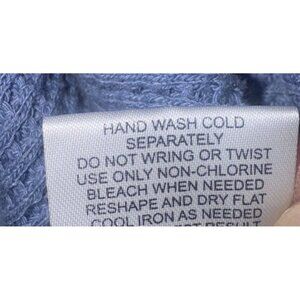 HAND WASH COLD
SEPARATELY
DO NOT WRING OR TWIST
USE ONLY NON-CHLORINE
BLEACH WHEN NEEDED
RESHAPE AND DRY FLAT
COOL IRON AS NEEDED
RESULT